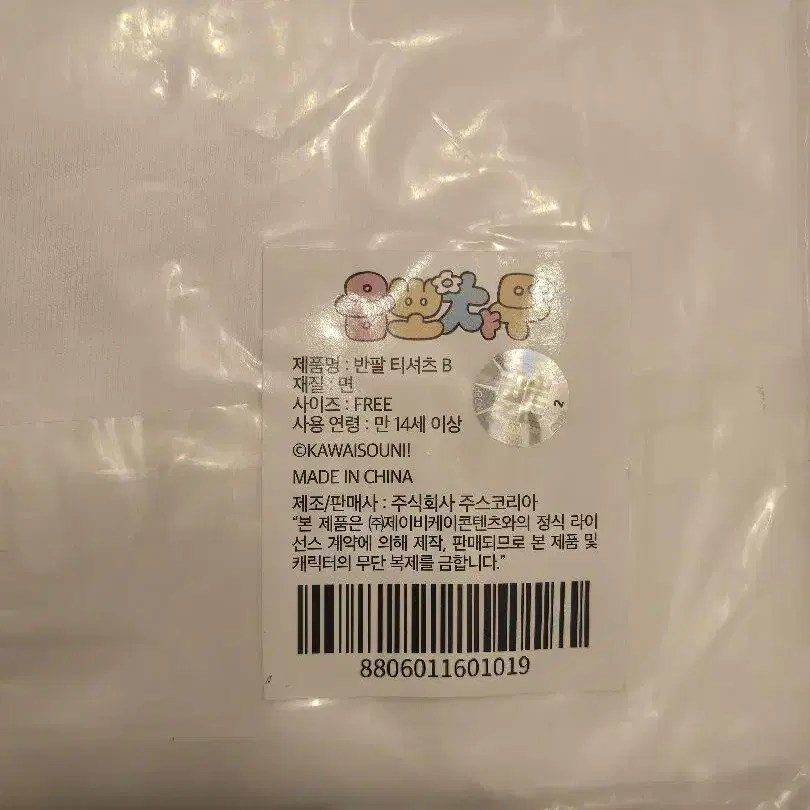 욤뽀챠무
제품명 : 반팔 티셔츠 B
재질 : 면
사이즈 : FREE
사용 연령 : 만 14세 이상
©KAWAISOUNI!
MADE IN CHINA
제조/판매사 : 주식회사 주스코리아
“본 제품은 ㈜제이비케이콘텐츠와의 정식 라이
선스 계약에 의해 제작, 판매되므로 본 제품 및
캐릭터의 무단 복제를 금합니다.”
8806011601019